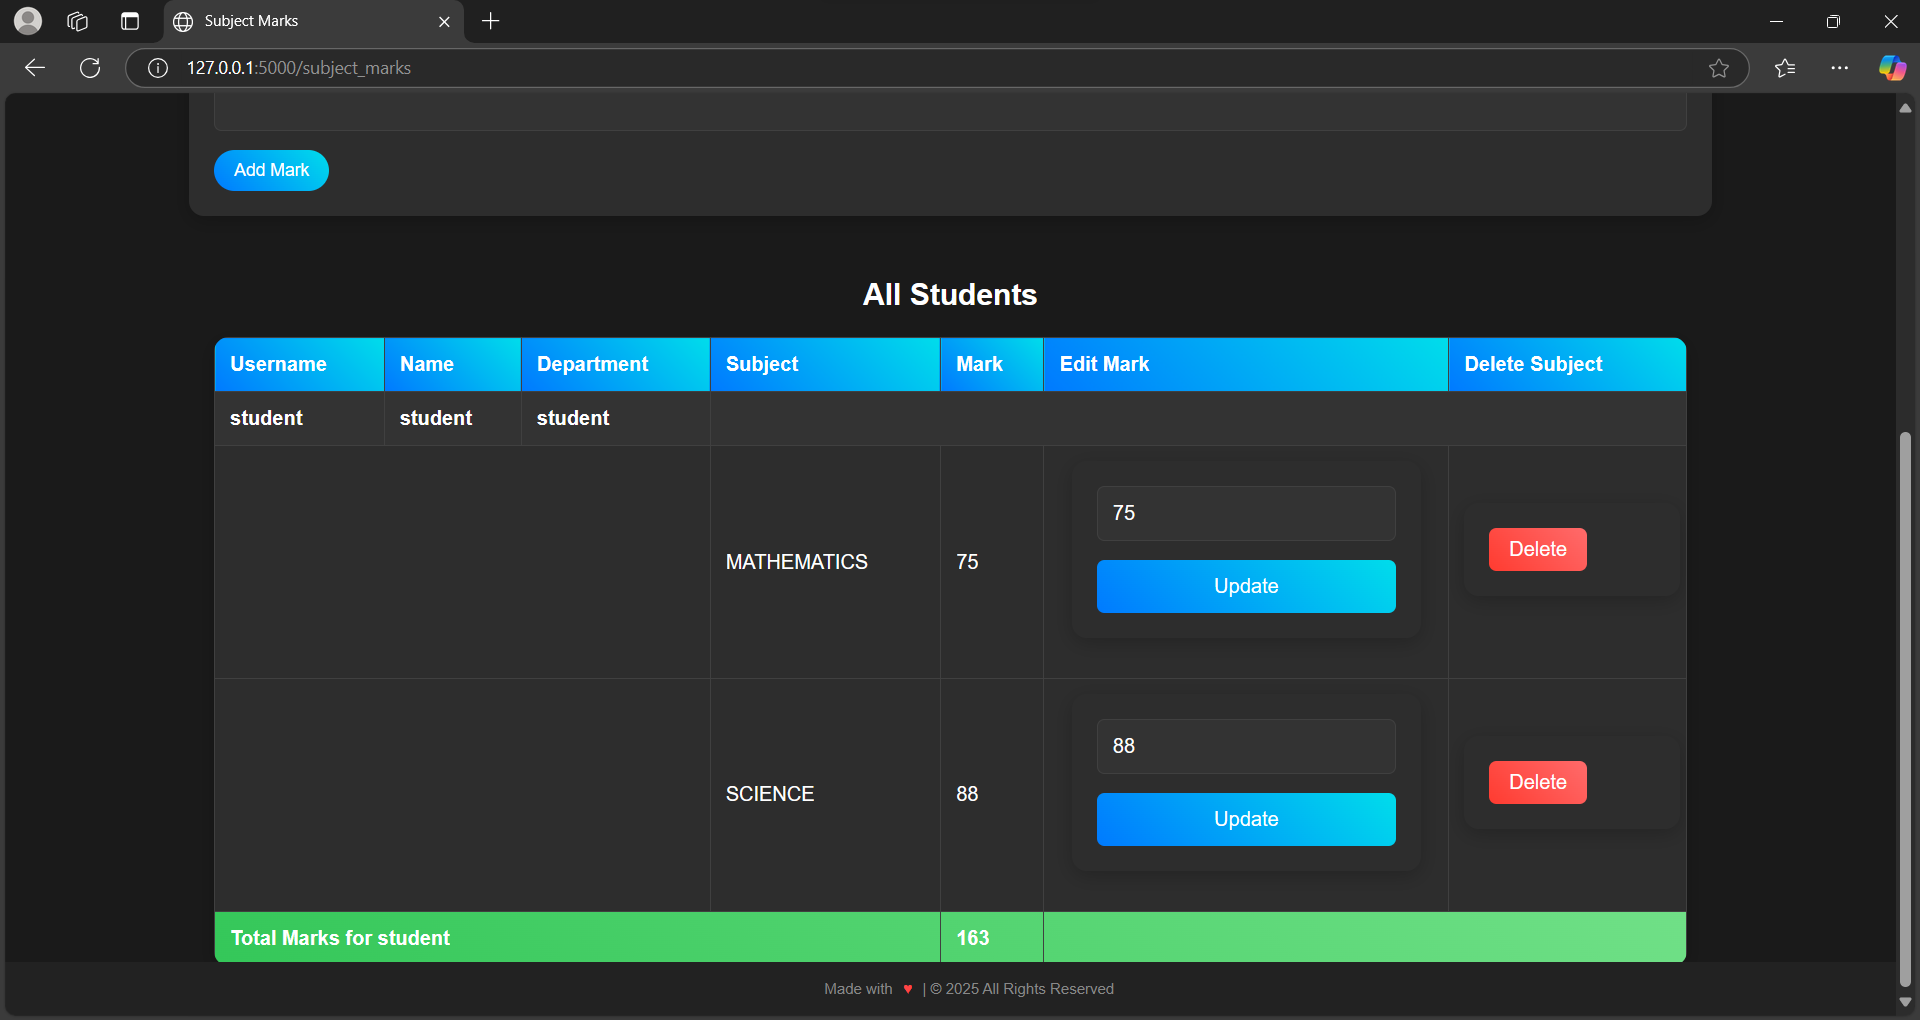 Subject Marks
127.0.0.1:5000/subject_marks
Add Mark
All Students
Username Name Department Subject Mark Edit Mark Delete Subject
student student student
MATHEMATICS 75 75 Update Delete
SCIENCE 88 88 Update Delete
Total Marks for student 163
Made with ♥ | © 2025 All Rights Reserved